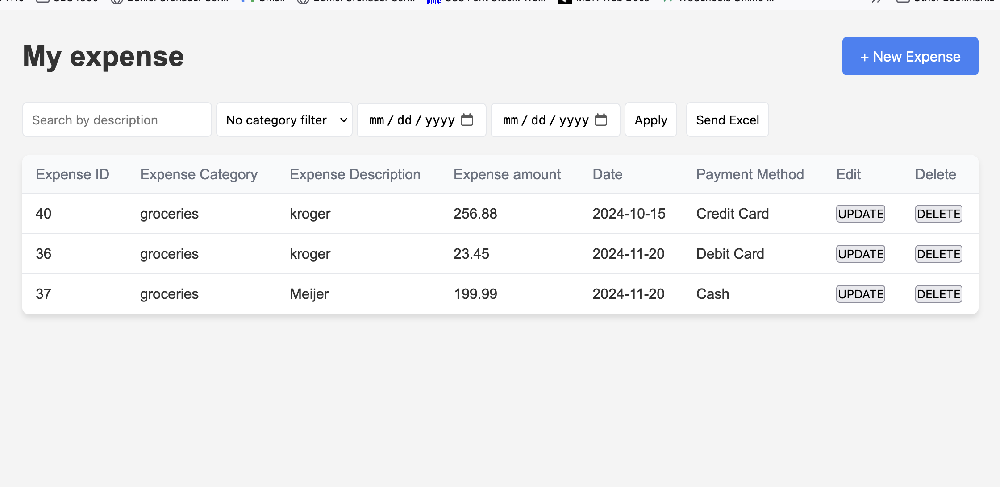 My expense
+ New Expense
Search by description No category filter mm / dd / yyyy mm / dd / yyyy Apply Send Excel
Expense ID Expense Category Expense Description Expense amount Date Payment Method Edit Delete
40 groceries kroger 256.88 2024-10-15 Credit Card UPDATE DELETE
36 groceries kroger 23.45 2024-11-20 Debit Card UPDATE DELETE
37 groceries Meijer 199.99 2024-11-20 Cash UPDATE DELETE